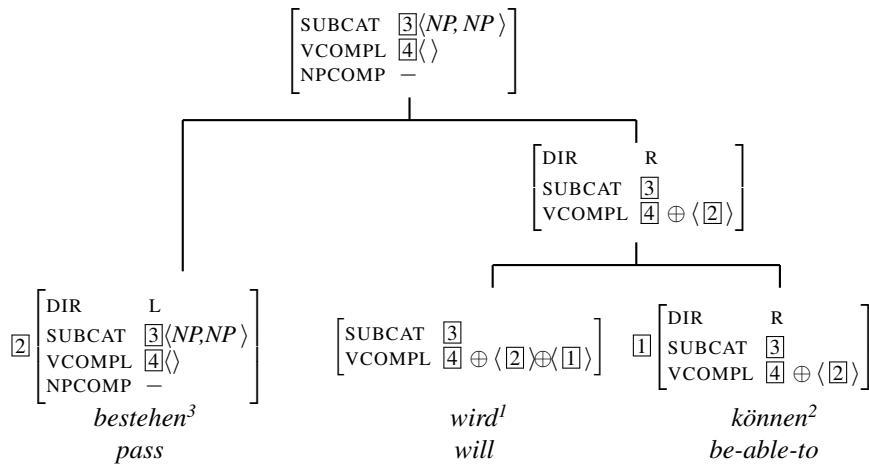 SUBCAT 3⟨NP, NP⟩
VCOMPL 4⟨ ⟩
NPCOMP −
DIR R
SUBCAT 3
VCOMPL 4 ⊕ ⟨ 2 ⟩
2
DIR L
SUBCAT 3⟨NP,NP ⟩
VCOMPL 4⟨⟩
NPCOMP −
bestehen³
pass
SUBCAT 3
VCOMPL 4 ⊕ ⟨ 2 ⟩⊕⟨ 1 ⟩
wird¹
will
1
DIR R
SUBCAT 3
VCOMPL 4 ⊕ ⟨ 2 ⟩
können²
be-able-to